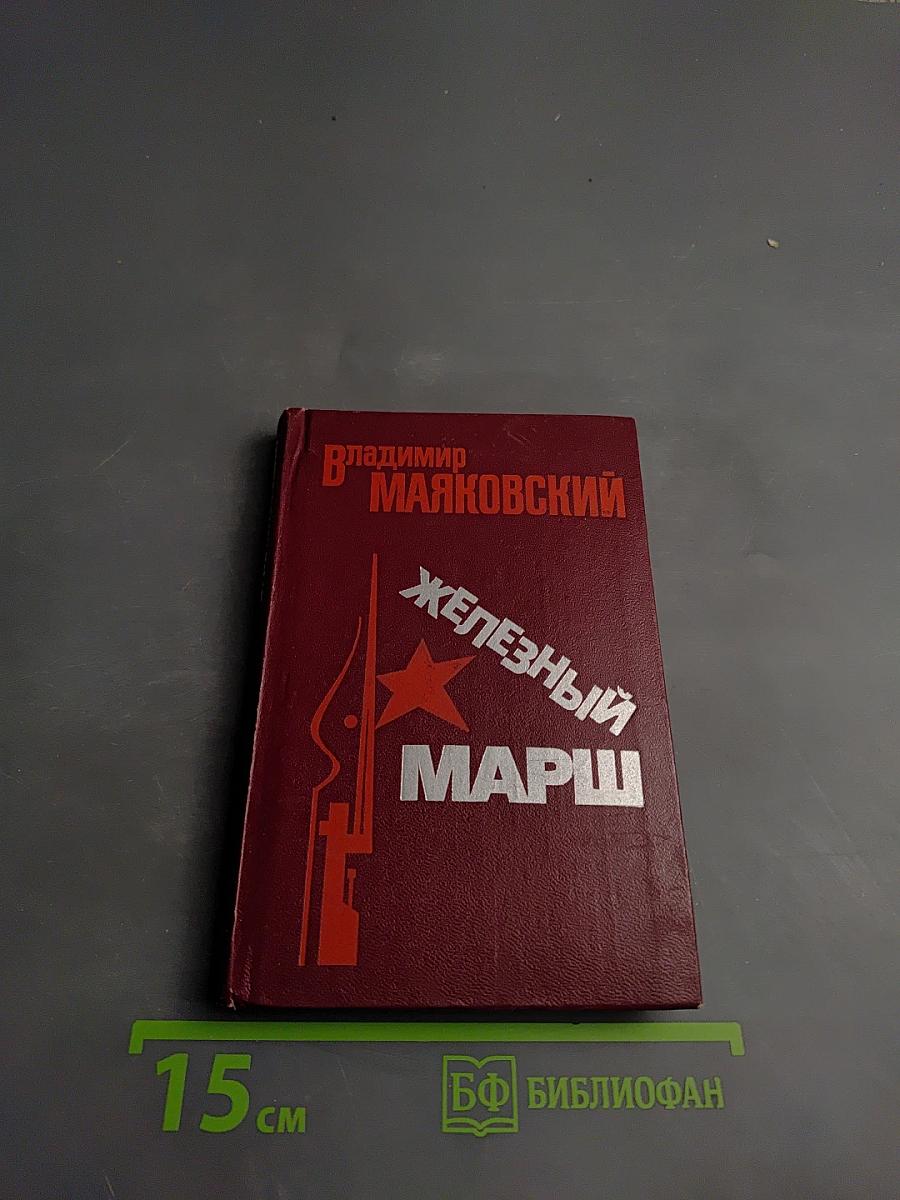 Владимир
МАЯКОВСКИЙ
ЖЕЛЕЗНЫЙ
МАРШ
15 см
БФ БИБЛИОФАН